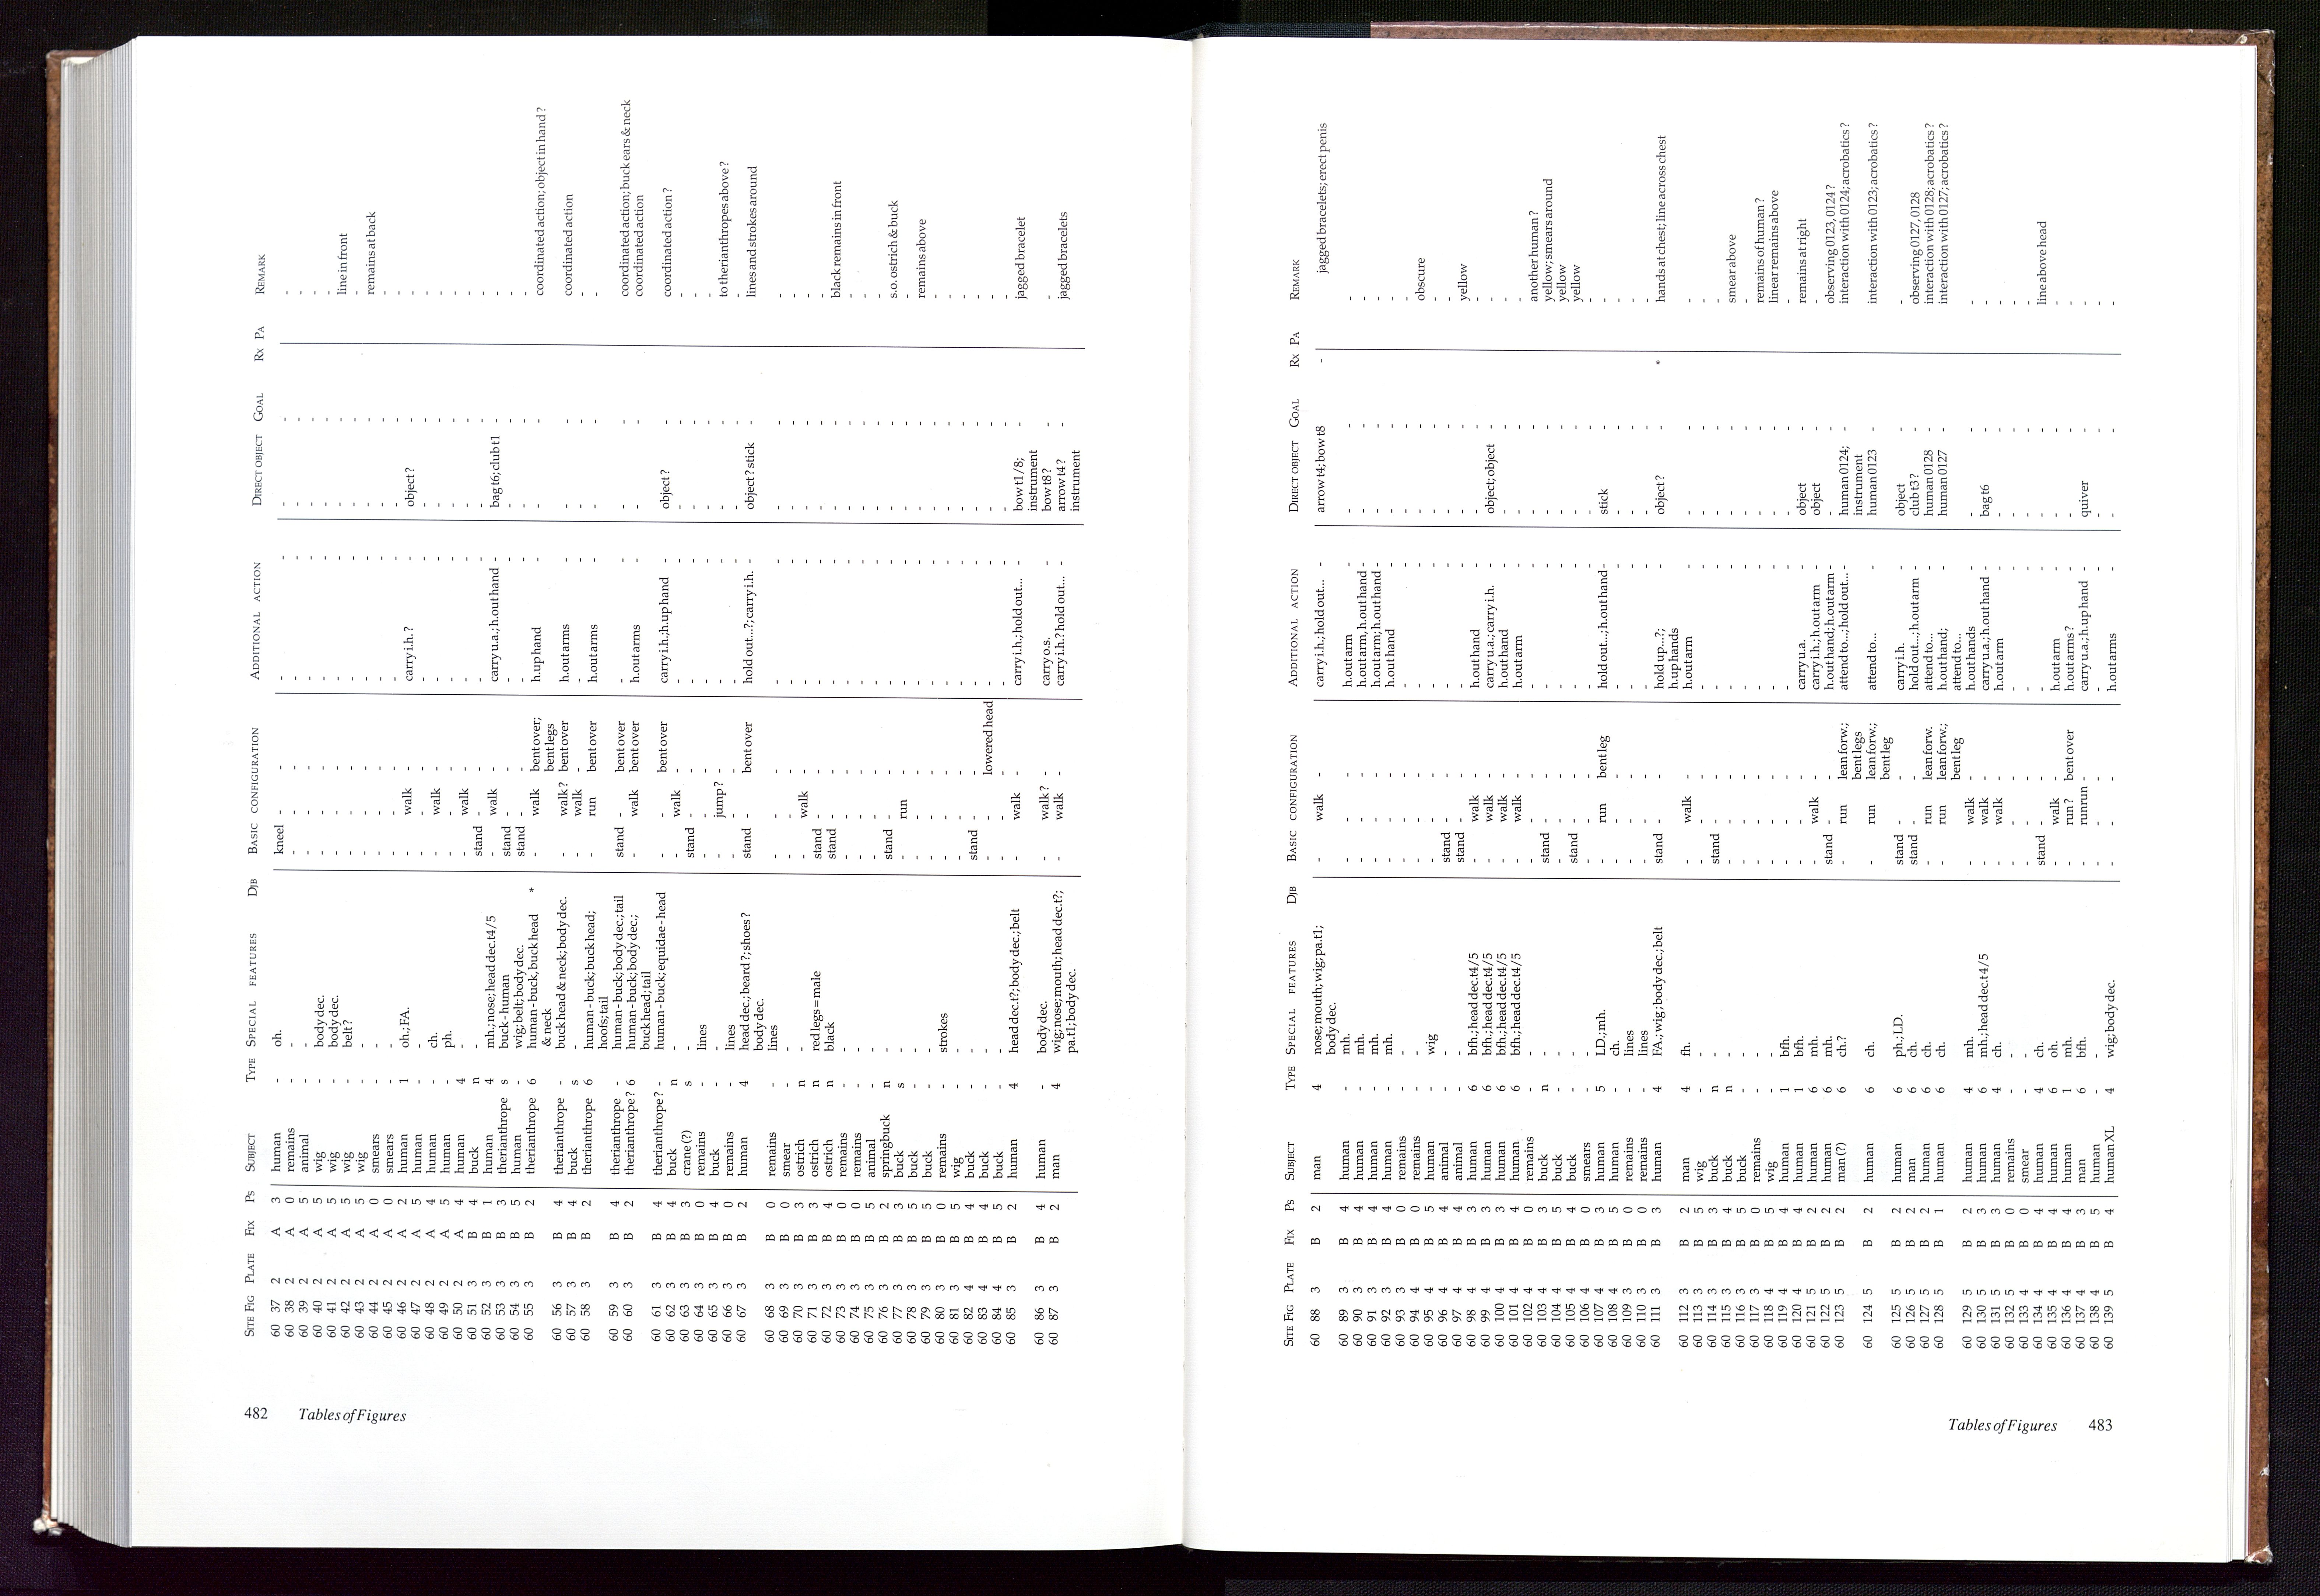 482 Tables of Figures
SITE FIG PLATE FIX PS SUBJECT TYPE SPECIAL FEATURES DJB BASIC CONFIGURATION ADDITIONAL ACTION DIRECT OBJECT GOAL RX PA REMARK
60 37 2 A 3 human - oh. kneel - - - - - - -
60 38 2 A 0 remains - - - - - - - - - -
60 39 2 A 5 animal - - - - - - - - - -
60 40 2 A 5 wig - body dec. - - - - - - - -
60 41 2 A 5 wig - body dec. - - - - - - - line in front
60 42 2 A 5 wig - belt? - - - - - - - -
60 43 2 A 5 wig - - - - - - - - - remains at back
60 44 2 A 0 smears - - - - - - - - - -
60 45 2 A 0 smears - - - - - - - - - -
60 46 2 A 2 human 1 oh.; FA. - walk - carry i.h.? - object? - -
60 47 2 A 5 human - - - - - - - - - -
60 48 2 A 4 human - ch. - walk - - - - - -
60 49 2 A 5 human - ph. - - - - - - - -
60 50 2 A 4 human 4 - - walk - - - - - -
60 51 3 B 4 buck n - stand - - - - - - -
60 52 3 B 1 human 4 mh.; nose; head dec.t4/5 - walk - carry u.a.; h.out hand - bag t6; club t1 - -
60 53 3 B 3 therianthrope s buck - human stand - - - - - - -
60 54 3 B 5 human - wig; belt; body dec. stand - - - - - - -
60 55 3 B 2 therianthrope 6 human - buck, buck head * - walk bent over; h.up hand - - - coordinated action; object in hand?
& neck bent legs
60 56 3 B 4 therianthrope - buck head & neck; body dec. - walk? bent over h.out arms - - - coordinated action
60 57 3 B 4 buck s - - walk - - - - - -
60 58 3 B 2 therianthrope 6 human - buck; buck head; - run bent over h.out arms - - - -
hoofs; tail
60 59 3 B 4 therianthrope - human - buck; body dec.; tail stand - bent over - - - - coordinated action; buck ears & neck
60 60 3 B 2 therianthrope? 6 human - buck; body dec.; - walk bent over h.out arms - - - coordinated action
buck head; tail
60 61 3 B 4 therianthrope? - human - buck; equidae - head - - bent over carry i.h.; h.up hand - object? - coordinated action?
60 62 3 B 4 buck n - - walk - - - - - -
60 63 3 B 3 crane (?) s - stand - - - - - - -
60 64 3 B 0 remains - lines - - - - - - - -
60 65 3 B 4 buck - - - jump? - - - - - to therianthropes above?
60 66 3 B 0 remains - lines - - - - - - - -
60 67 3 B 2 human 4 head dec.; beard?; shoes? stand - bent over hold out...?; carry i.h. - object? stick - lines and strokes around
body dec.
60 68 3 B 0 remains - lines - - - - - - - -
60 69 3 B 0 smear - - - - - - - - - -
60 70 3 B 3 ostrich n - - walk - - - - - -
60 71 3 B 3 ostrich n red legs = male stand - - - - - - -
60 72 3 B 4 ostrich n black stand - - - - - - black remains in front
60 73 3 B 0 remains - - - - - - - - - -
60 74 3 B 0 remains - - - - - - - - - -
60 75 3 B 5 animal - - - - - - - - - -
60 76 3 B 2 springbuck n - stand - - - - - - s.o. ostrich & buck
60 77 3 B 3 buck s - - run - - - - - -
60 78 3 B 5 buck - - - - - - - - - remains above
60 79 3 B 5 buck - - - - - - - - - -
60 80 3 B 0 remains - strokes - - - - - - - -
60 81 3 B 5 wig - - - - - - - - - -
60 82 4 B 4 buck - - stand - - - - - - -
60 83 4 B 4 buck - - - - lowered head - - - - -
60 84 4 B 5 buck - - - - - - - - - -
60 85 3 B 2 human 4 head dec.t?; body dec.; belt - walk - carry i.h.; hold out... - bow t1/8; - jagged bracelet
instrument
60 86 3 B 4 human - body dec. - walk? - carry o.s. - bow t8? - -
60 87 3 B 2 man 4 wig; nose; mouth; head dec.t?; - walk - carry i.h.? hold out... - arrow t4? - jagged bracelets
pa.t1; body dec. instrument
SITE FIG PLATE FIX PS SUBJECT TYPE SPECIAL FEATURES DJB BASIC CONFIGURATION ADDITIONAL ACTION DIRECT OBJECT GOAL RX PA REMARK
60 88 3 B 2 man 4 nose; mouth; wig; pa.t1; - walk - carry i.h.; hold out... - arrow t4; bow t8 - - jagged bracelets; erect penis
body dec.
60 89 3 B 4 human - mh. - - - h.out arm - - - -
60 90 3 B 4 human - mh. - - - h.out arm, h.out hand - - - -
60 91 3 B 4 human - mh. - - - h.out arm; h.out hand - - - -
60 92 3 B 4 human - mh. - - - h.out hand - - - -
60 93 3 B 0 remains - - - - - - - - - -
60 94 4 B 0 remains - - - - - - - - - obscure
60 95 4 B 5 human - wig - - - - - - - -
60 96 4 B 4 animal - - stand - - - - - - -
60 97 4 B 4 animal - - stand - - - - - - yellow
60 98 4 B 3 human 6 bfh.; head dec.t4/5 - walk - h.out hand - - - -
60 99 4 B 3 human 6 bfh.; head dec.t4/5 - walk - carry u.a.; carry i.h. - object; object - -
60 100 4 B 3 human 6 bfh.; head dec.t4/5 - walk - h.out hand - - - -
60 101 4 B 4 human 6 bfh.; head dec.t4/5 - walk - h.out arm - - - -
60 102 4 B 0 remains - - - - - - - - - another human?
60 103 4 B 3 buck n - stand - - - - - - yellow; smears around
60 104 4 B 5 buck - - - - - - - - - yellow
60 105 4 B 4 buck - - stand - - - - - - yellow
60 106 4 B 0 smears - - - - - - - - - -
60 107 4 B 3 human 5 LD.; mh. - run bent leg hold out...; h.out hand - stick - -
60 108 4 B 5 human - ch. - - - - - - - -
60 109 3 B 0 remains - lines - - - - - - - -
60 110 3 B 0 remains - lines - - - - - - - -
60 111 3 B 3 human 4 FA.; wig; body dec.; belt stand - - hold up...?; - object? - * hands at chest; line across chest
h.up hands
60 112 3 B 2 man 4 fh. - walk - h.out arm - - - -
60 113 3 B 5 wig - - - - - - - - - -
60 114 3 B 3 buck n - stand - - - - - - -
60 115 3 B 4 buck n - - - - - - - - smear above
60 116 3 B 5 buck - - - - - - - - - -
60 117 3 B 0 remains - - - - - - - - - remains of human?
60 118 4 B 5 wig - - - - - - - - - linear remains above
60 119 4 B 4 human 1 bfh. - - - - - - - -
60 120 4 B 4 human 1 bfh. - - - carry u.a. - object - remains at right
60 121 5 B 2 human 6 mh. - walk - carry i.h.; h.out arm - object - -
60 122 5 B 2 human 6 mh. stand - - h.out hand; h.out arm - - - observing 0123, 0124?
60 123 5 B 2 man (?) 6 ch.? - run lean forw.; attend to...; hold out... - human 0124; - interaction with 0124; acrobatics?
bent legs instrument
60 124 5 B 2 human 6 ch. - run lean forw.; attend to... - human 0123 - interaction with 0123; acrobatics?
bent leg
60 125 5 B 2 human 6 ph.; LD. stand - - carry i.h. - object - -
60 126 5 B 2 man 6 ch. stand - - hold out...; h.out arm - club t3? - observing 0127, 0128
60 127 5 B 2 human 6 ch. - run lean forw. attend to... - human 0128 - interaction with 0128; acrobatics?
60 128 5 B 1 human 6 ch. - run lean forw.; h.out hand; - human 0127 - interaction with 0127; acrobatics?
bent leg attend to...
60 129 5 B 2 human 4 mh. - walk - h.out hands - - - -
60 130 5 B 3 human 6 mh.; head dec.t4/5 - walk - carry u.a.; h.out hand - bag t6 - -
60 131 5 B 3 human 4 ch. - walk - h.out arm - - - -
60 132 5 B 0 remains - - - - - - - - - -
60 133 4 B 0 smear - - - - - - - - - -
60 134 4 B 4 human 4 ch. stand - - - - - - line above head
60 135 4 B 4 human 6 oh. - walk - h.out arm - - - -
60 136 4 B 4 human 1 mh. - run? bent over h.out arms? - - - -
60 137 4 B 3 man 6 bfh. - runrun - carry u.a.; h.up hand - quiver - -
60 138 4 B 5 human - - - - - - - - - -
60 139 5 B 4 human XL 4 wig; body dec. - - - h.out arms - - - -
Tables of Figures 483